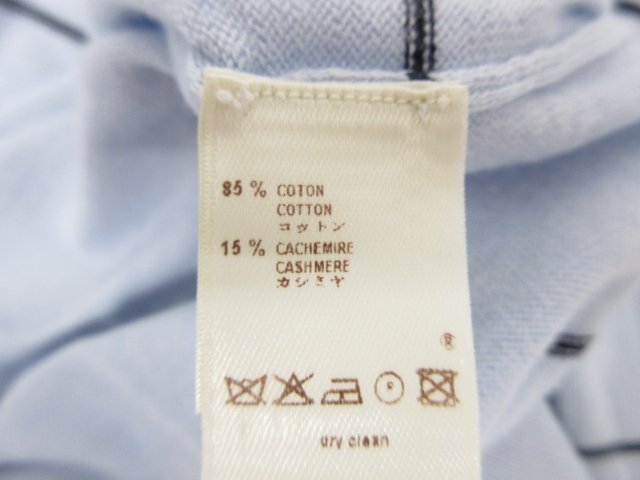 85 % COTON
COTTON
コットン
15 % CACHEMIRE
CASHMERE
カシミヤ
®
dry clean